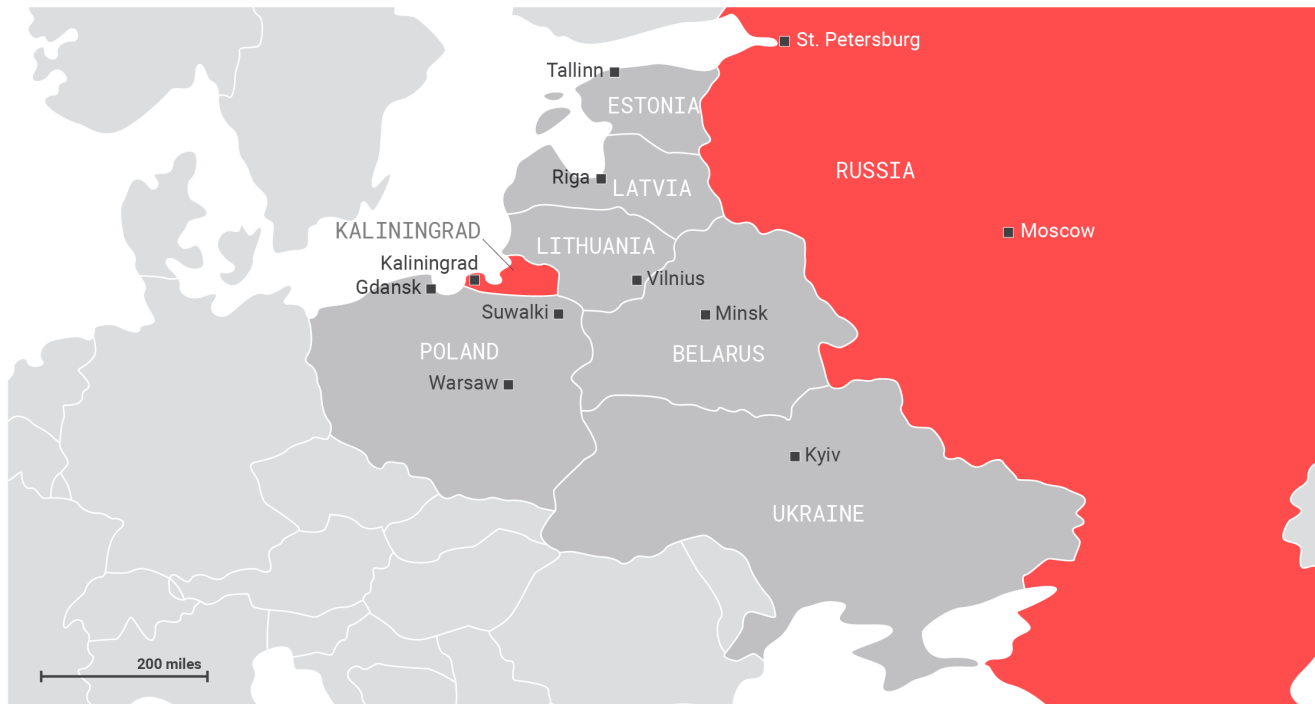 St. Petersburg
Tallinn
ESTONIA
RUSSIA
Riga
LATVIA
KALININGRAD
Moscow
LITHUANIA
Kaliningrad
Vilnius
Gdansk
Suwalki
Minsk
POLAND
BELARUS
Warsaw
Kyiv
UKRAINE
200 miles